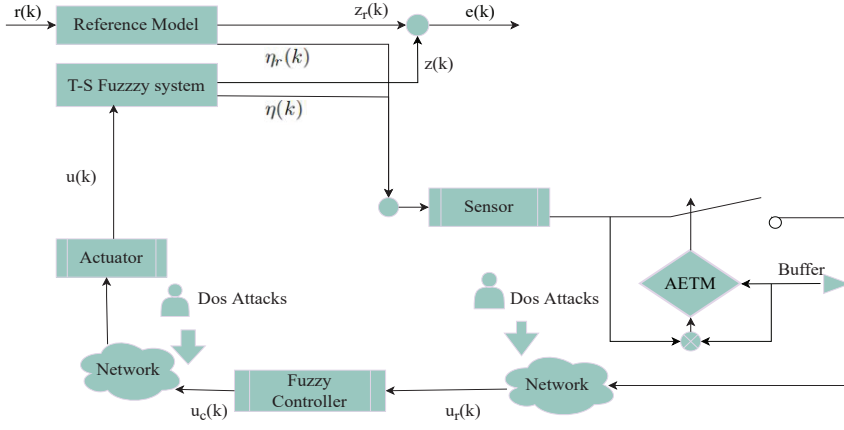 r(k)
Reference Model
z_r(k)
e(k)
η_r(k)
z(k)
T-S Fuzzzy system
η(k)
u(k)
Sensor
Actuator
Buffer
AETM
Dos Attacks
Dos Attacks
Network
Fuzzy
Controller
Network
u_c(k)
u_r(k)